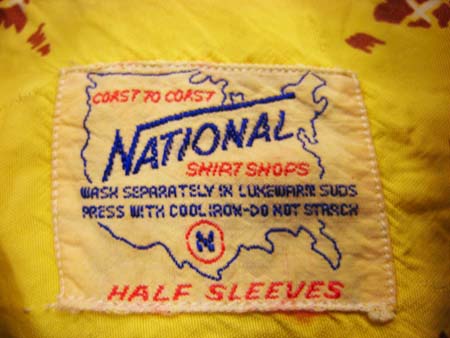 COAST TO COAST
NATIONAL
SHIRT SHOPS
WASH SEPARATELY IN LUKEWARM SUDS
PRESS WITH COOL IRON-DO NOT STARCH
M
HALF SLEEVES